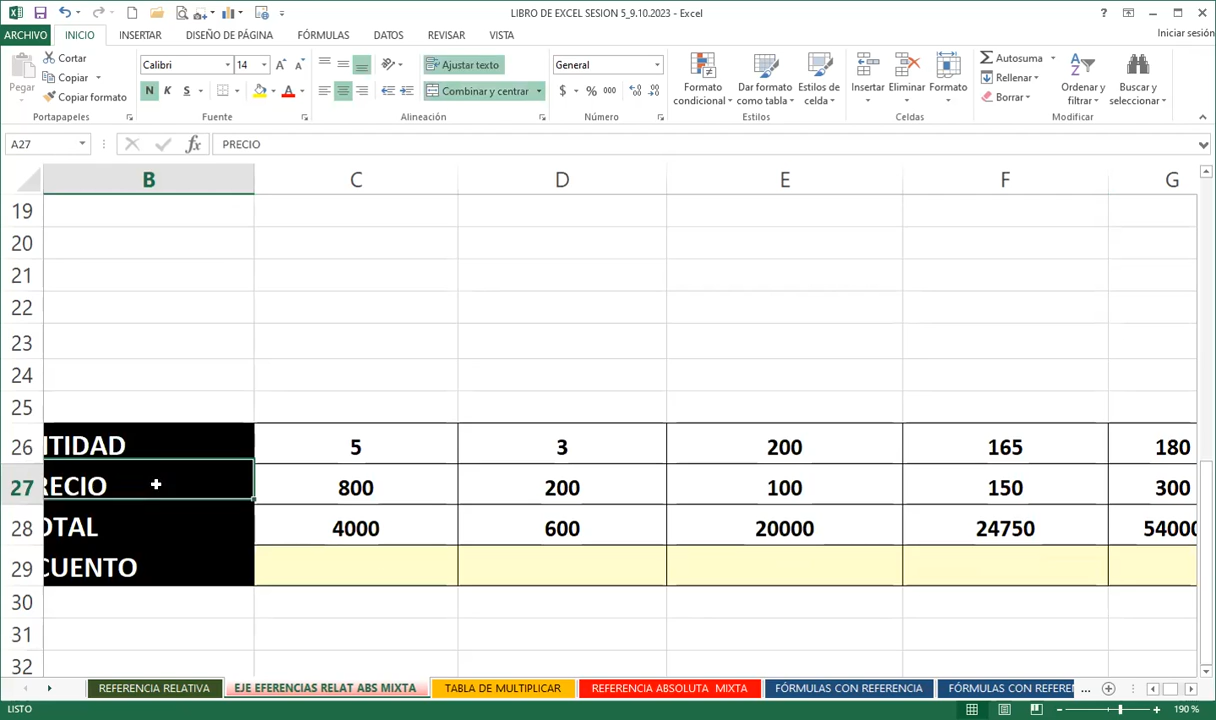 LIBRO DE EXCEL SESION 5_9.10.2023 - Excel
?
ARCHIVO INICIO INSERTAR DISEÑO DE PÁGINA FÓRMULAS DATOS REVISAR VISTA Iniciar sesión
Pegar
Cortar
Copiar
Copiar formato
Portapapeles
Calibri 14 A A
N K S A
Fuente
Ajustar texto
Combinar y centrar
Alineación
General
$ % 000
Número
Formato condicional
Dar formato como tabla
Estilos de celda
Estilos
Insertar Eliminar Formato
Celdas
Autosuma
Rellenar
Borrar
Ordenar y filtrar
Buscar y seleccionar
Modificar
A27 fx PRECIO
B C D E F G
19
20
21
22
23
24
25
26 NTIDAD 5 3 200 165 180
27 RECIO 800 200 100 150 300
28 OTAL 4000 600 20000 24750 54000
29 CUENTO
30
31
32
REFERENCIA RELATIVA EJE EFERENCIAS RELAT ABS MIXTA TABLA DE MULTIPLICAR REFERENCIA ABSOLUTA MIXTA FÓRMULAS CON REFERENCIA FÓRMULAS CON REFEREN ...
LISTO 190 %